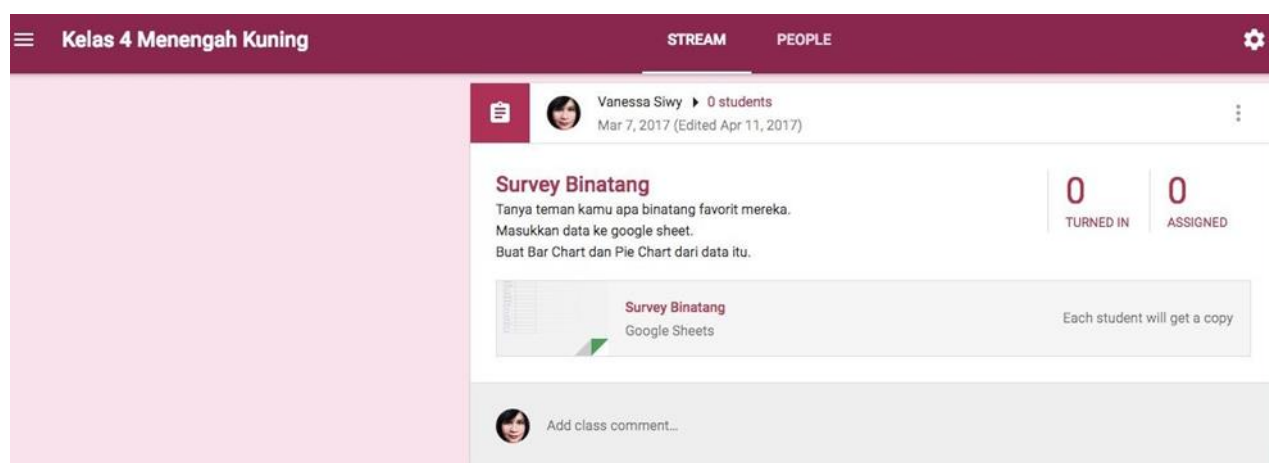 Kelas 4 Menengah Kuning
STREAM
PEOPLE
Vanessa Siwy ▸ 0 students
Mar 7, 2017 (Edited Apr 11, 2017)
Survey Binatang
Tanya teman kamu apa binatang favorit mereka.
Masukkan data ke google sheet.
Buat Bar Chart dan Pie Chart dari data itu.
0
TURNED IN
0
ASSIGNED
Survey Binatang
Google Sheets
Each student will get a copy
Add class comment...